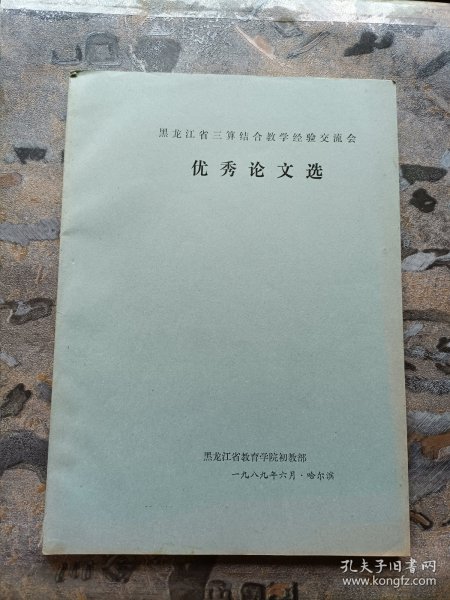 黑龙江省三算结合教学经验交流会
优秀论文选
黑龙江省教育学院初教部
一九八九年六月·哈尔滨
孔夫子旧书网
www.kongfz.com